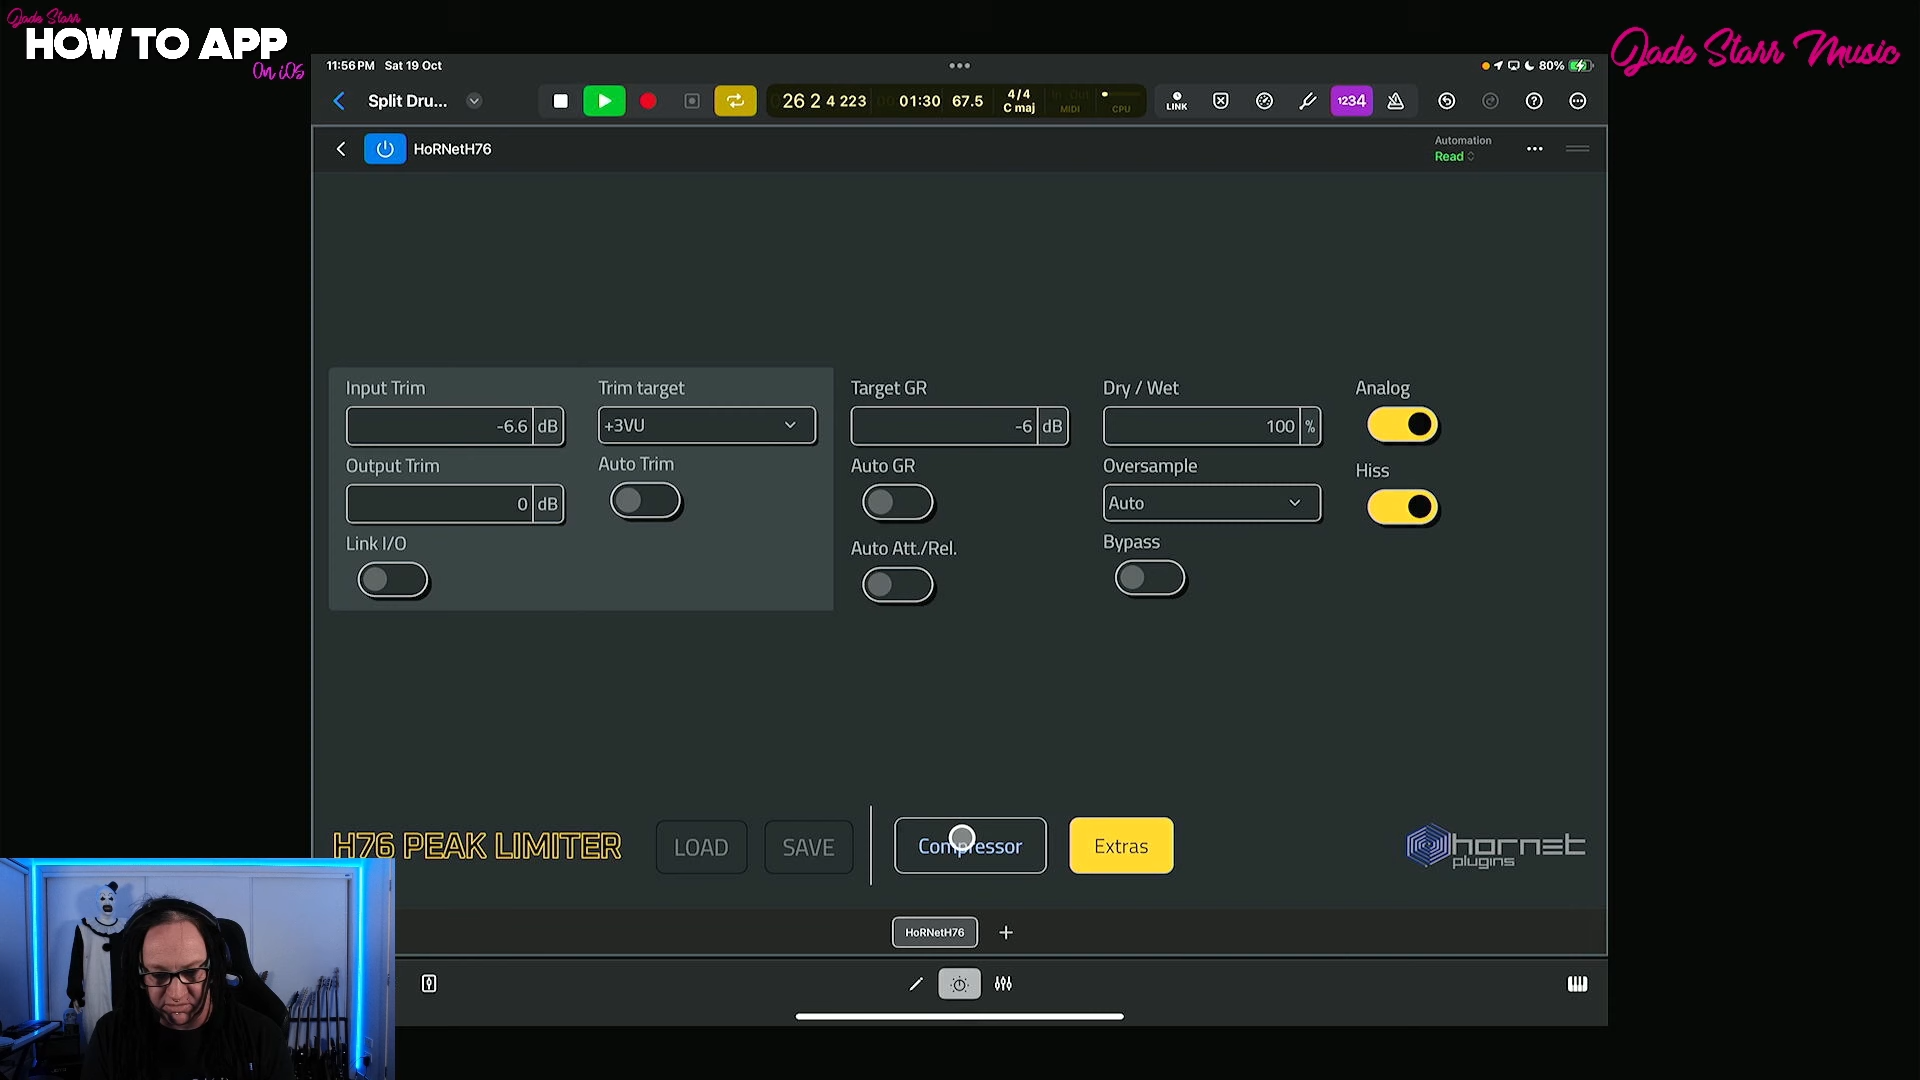 Jade Starr
HOW TO APP
On iOs
Jade Starr Music
11:56PM Sat 19 Oct
80%
Split Dru...
26 2 4 223
01:30
67.5
4/4
C maj
In Out
MIDI
CPU
LINK
1234
HoRNetH76
Automation
Read
Input Trim
Trim target
Target GR
Dry / Wet
Analog
-6.6 dB
+3VU
-6 dB
100 %
Output Trim
Auto Trim
Auto GR
Oversample
Hiss
0 dB
Auto
Link I/O
Auto Att./Rel.
Bypass
H76 PEAK LIMITER
LOAD
SAVE
Compressor
Extras
hornet
plugins
HoRNetH76